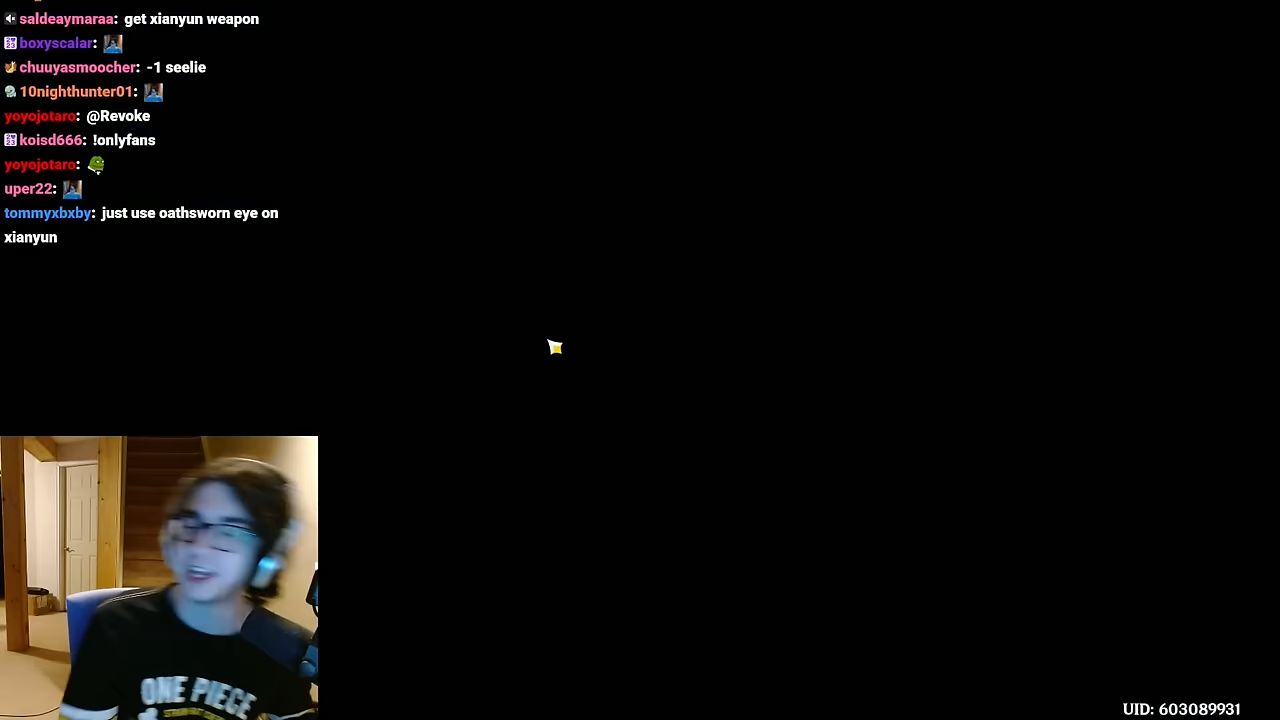 saldeaymaraa: get xianyun weapon
boxyscalar:
chuuyasmoocher: -1 seelie
10nighthunter01:
yoyojotaro: @Revoke
koisd666: !onlyfans
yoyojotaro:
uper22:
tommyxbxby: just use oathsworn eye on
xianyun
ONE PIECE
UID: 603089931